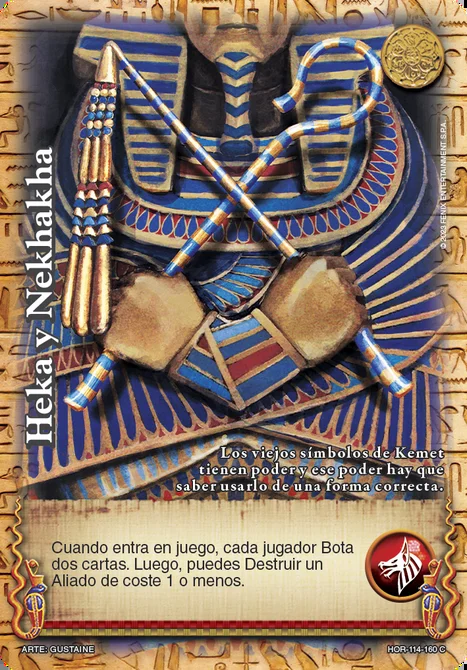 Heka y Nekhakha
© 2023 FENIX ENTERTAINMENT S.P.A.
Los viejos símbolos de Kemet
tienen poder y ese poder hay que
saber usarlo de una forma correcta.
Cuando entra en juego, cada jugador Bota
dos cartas. Luego, puedes Destruir un
Aliado de coste 1 o menos.
ARTE: GUSTAINE
HOR-114-160 C